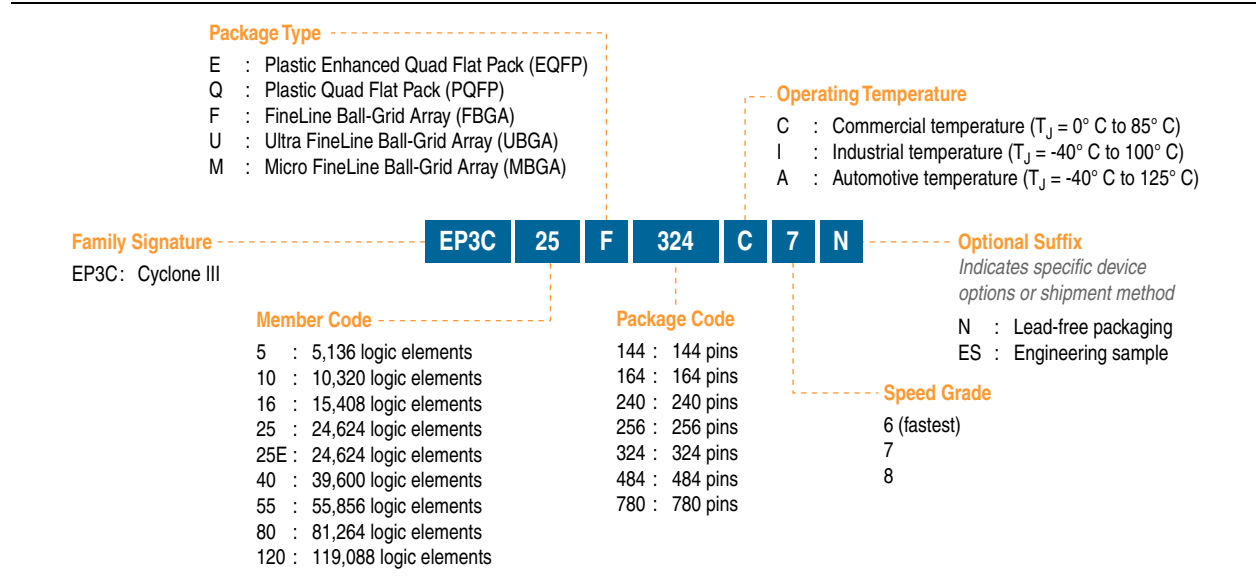 Package Type
E : Plastic Enhanced Quad Flat Pack (EQFP)
Q : Plastic Quad Flat Pack (PQFP)
F : FineLine Ball-Grid Array (FBGA)
U : Ultra FineLine Ball-Grid Array (UBGA)
M : Micro FineLine Ball-Grid Array (MBGA)
Operating Temperature
C : Commercial temperature (TJ = 0° C to 85° C)
I : Industrial temperature (TJ = -40° C to 100° C)
A : Automotive temperature (TJ = -40° C to 125° C)
EP3C 25 F 324 C 7 N
Family Signature
EP3C : Cyclone III
Optional Suffix
Indicates specific device
options or shipment method
N : Lead-free packaging
ES : Engineering sample
Member Code
5 : 5,136 logic elements
10 : 10,320 logic elements
16 : 15,408 logic elements
25 : 24,624 logic elements
25E : 24,624 logic elements
40 : 39,600 logic elements
55 : 55,856 logic elements
80 : 81,264 logic elements
120 : 119,088 logic elements
Package Code
144 : 144 pins
164 : 164 pins
240 : 240 pins
256 : 256 pins
324 : 324 pins
484 : 484 pins
780 : 780 pins
Speed Grade
6 (fastest)
7
8